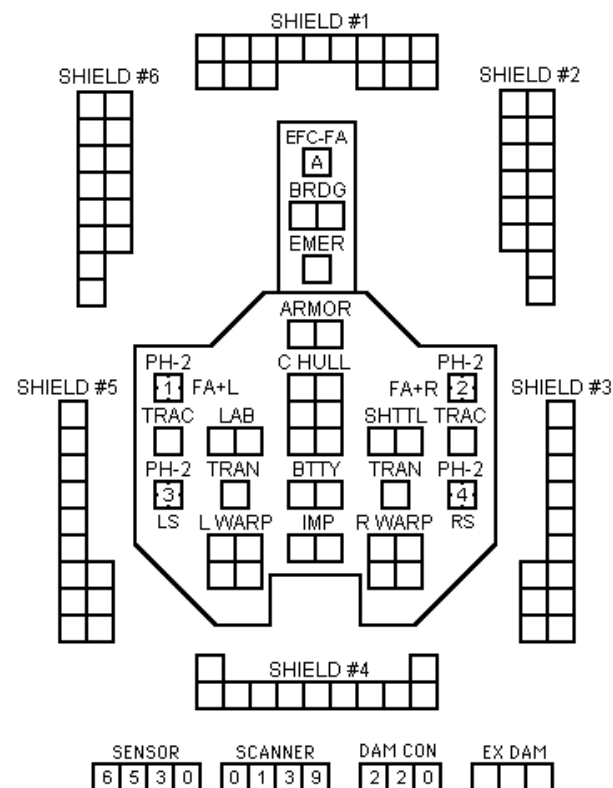 SHIELD #1
SHIELD #6
SHIELD #2
EFC-FA
A
BRDG
EMER
ARMOR
PH-2 C HULL PH-2
SHIELD #5 1 FA+L FA+R 2 SHIELD #3
TRAC LAB SHTTL TRAC
PH-2 TRAN BTTY TRAN PH-2
3 4
LS L WARP IMP R WARP RS
SHIELD #4
SENSOR SCANNER DAM CON EX DAM
6 5 3 0 0 1 3 9 2 2 0